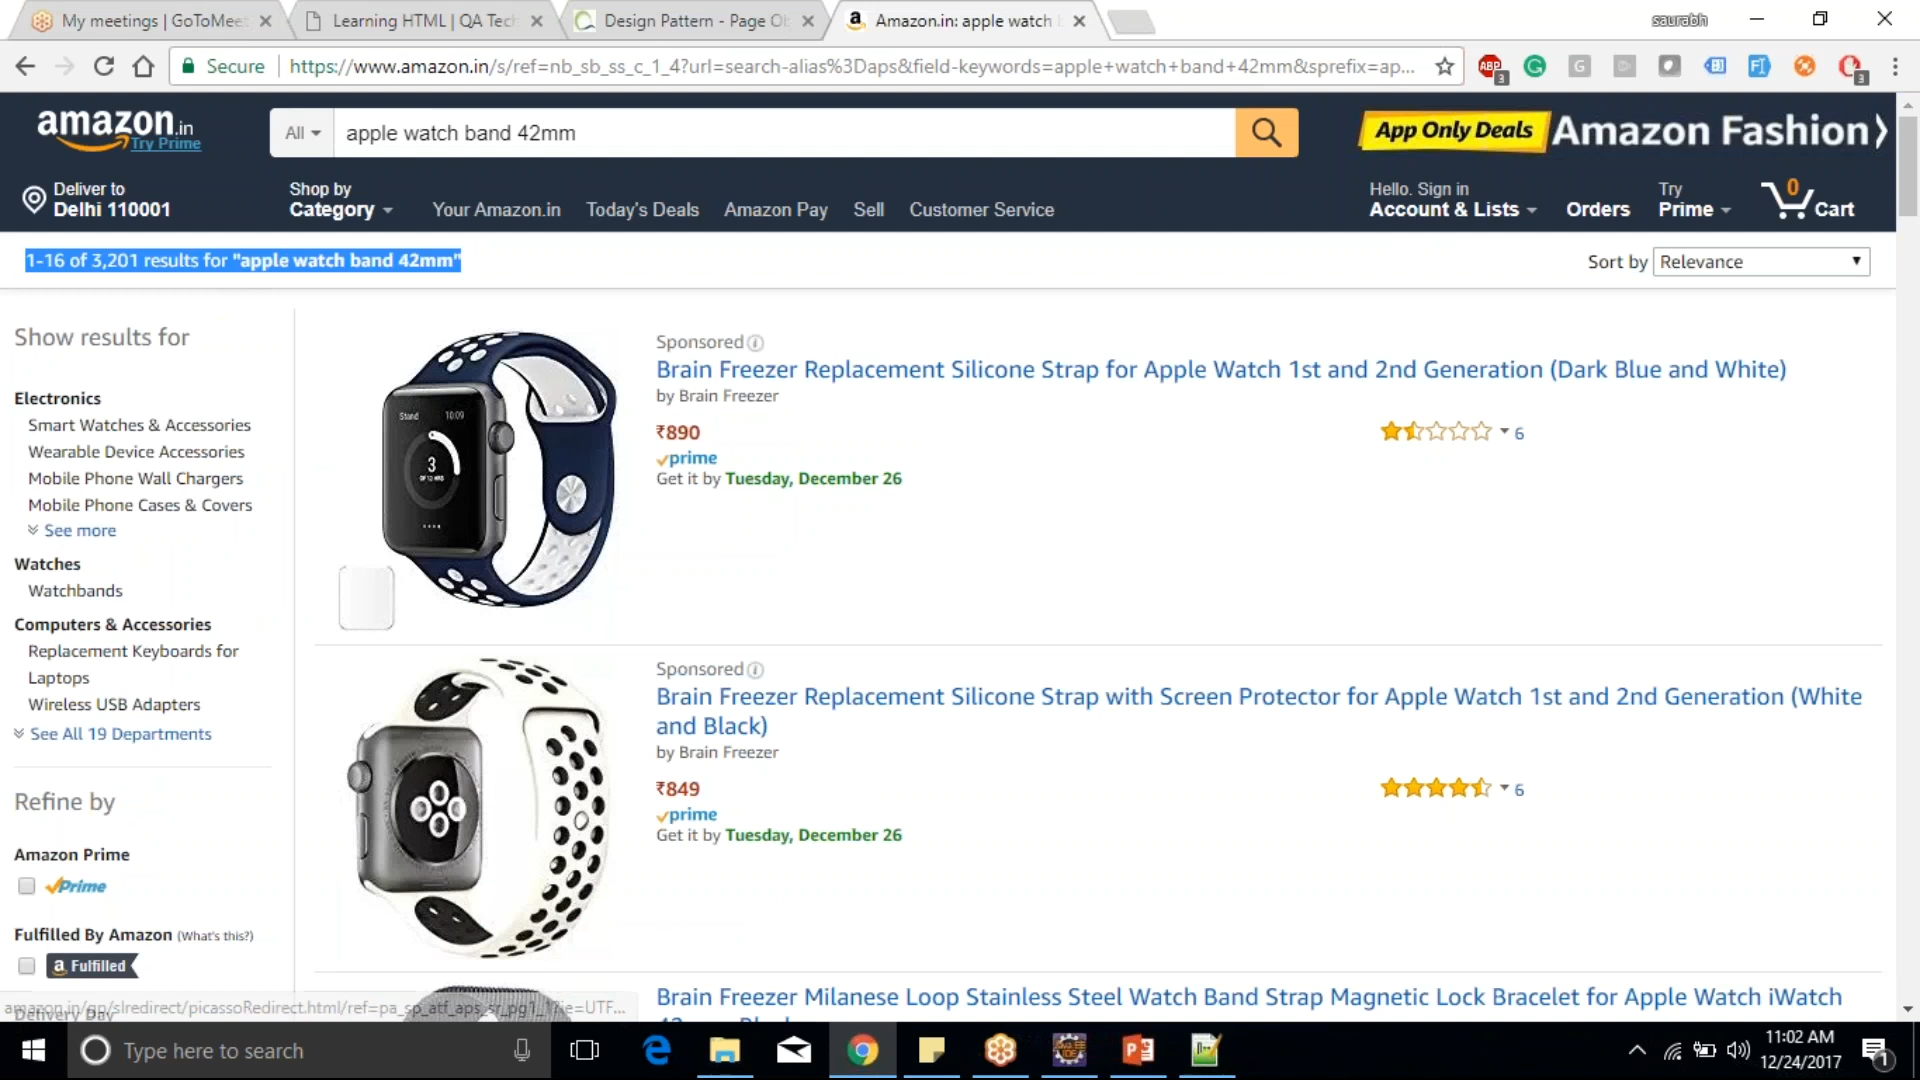 My meetings | GoToMeet
Learning HTML | QA Tech
Design Pattern - Page Ob
Amazon.in: apple watch b
saurabh
Secure
https://www.amazon.in/s/ref=nb_sb_ss_c_1_4?url=search-alias%3Daps&field-keywords=apple+watch+band+42mm&sprefix=ap...
amazon.in
Try Prime
All
apple watch band 42mm
App Only Deals
Amazon Fashion
Deliver to
Delhi 110001
Shop by
Category
Your Amazon.in
Today's Deals
Amazon Pay
Sell
Customer Service
Hello. Sign in
Account & Lists
Orders
Try
Prime
0
Cart
1-16 of 3,201 results for "apple watch band 42mm"
Sort by
Relevance
Show results for
Electronics
Smart Watches & Accessories
Wearable Device Accessories
Mobile Phone Wall Chargers
Mobile Phone Cases & Covers
See more
Watches
Watchbands
Computers & Accessories
Replacement Keyboards for
Laptops
Wireless USB Adapters
See All 19 Departments
Refine by
Amazon Prime
Prime
Fulfilled By Amazon (What's this?)
a Fulfilled
Delivery Day
Stand 10:09
3
Sponsored
Brain Freezer Replacement Silicone Strap for Apple Watch 1st and 2nd Generation (Dark Blue and White)
by Brain Freezer
₹890
6
prime
Get it by Tuesday, December 26
Sponsored
Brain Freezer Replacement Silicone Strap with Screen Protector for Apple Watch 1st and 2nd Generation (White
and Black)
by Brain Freezer
₹849
6
prime
Get it by Tuesday, December 26
Brain Freezer Milanese Loop Stainless Steel Watch Band Strap Magnetic Lock Bracelet for Apple Watch iWatch
Type here to search
11:02 AM
12/24/2017
1